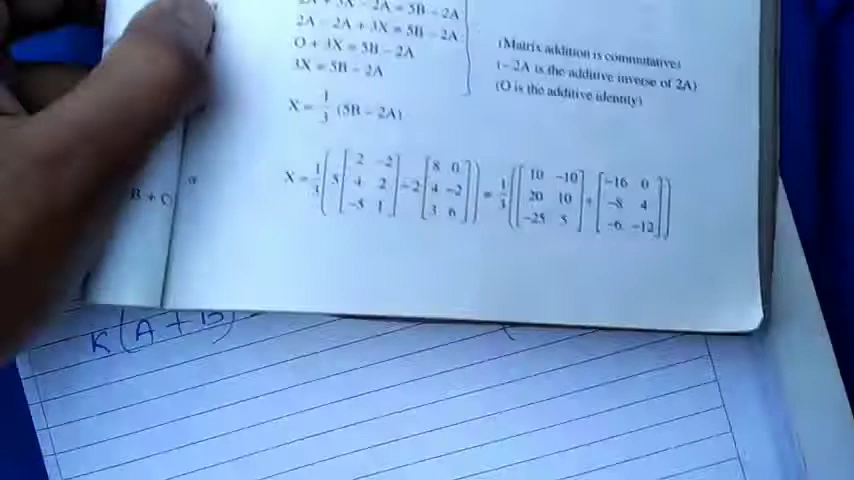 2A + 3X - 2A = 5B - 2A
2A - 2A + 3X = 5B - 2A (Matrix addition is commutative)
O + 3X = 5B - 2A (- 2A is the additive inverse of 2A)
3X = 5B - 2A (O is the additive identity)
X = 1/3 (5B - 2A)
or
X = 1/3 ( 5 [ 2 -2 ; 4 2 ; -5 1 ] - 2 [ 8 0 ; 4 -2 ; 3 6 ] ) = 1/3 ( [ 10 -10 ; 20 10 ; -25 5 ] + [ -16 0 ; -8 4 ; -6 -12 ] )
B + C
K(A + B)